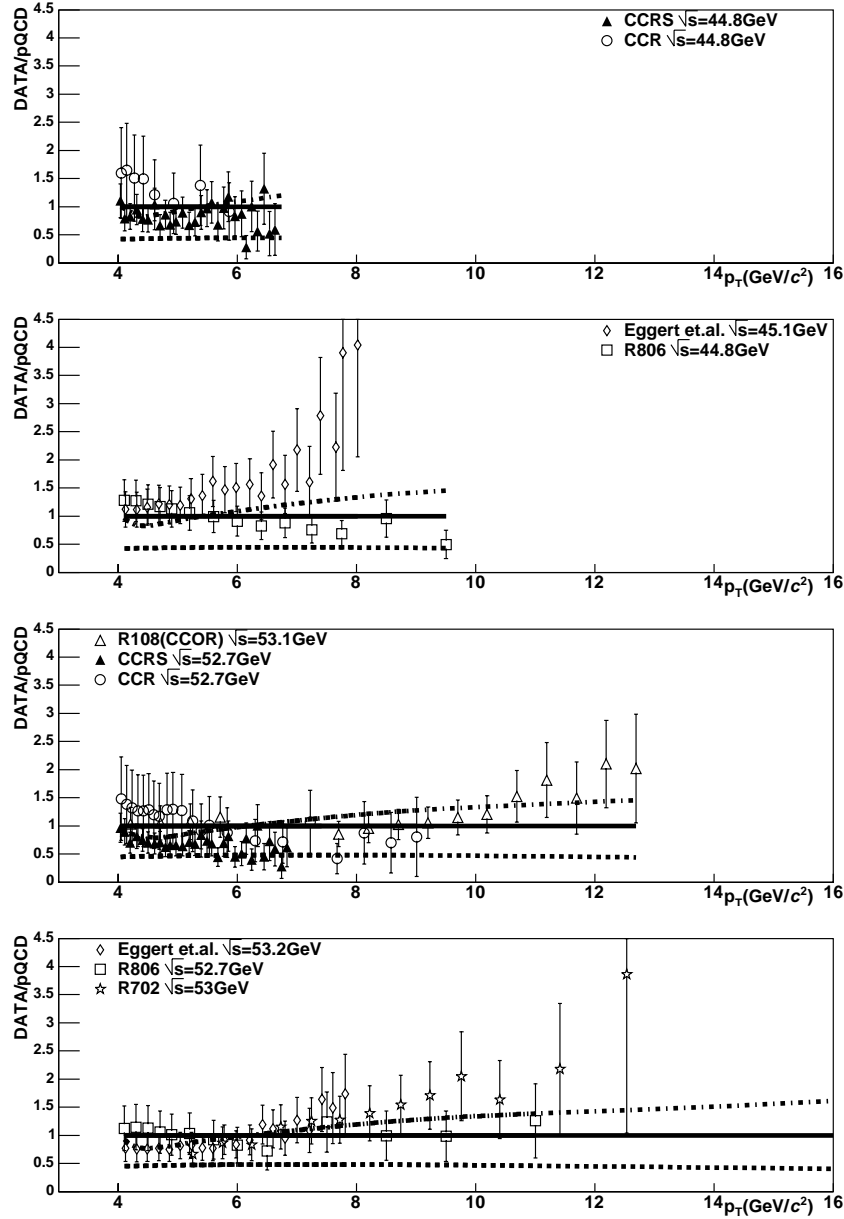 DATA/pQCD
4.5
4
3.5
3
2.5
2
1.5
1
0.5
0
CCRS √s=44.8GeV
CCR √s=44.8GeV
4 6 8 10 12 14 16
p_T(GeV/c²)
DATA/pQCD
4.5
4
3.5
3
2.5
2
1.5
1
0.5
0
Eggert et.al. √s=45.1GeV
R806 √s=44.8GeV
4 6 8 10 12 14 16
p_T(GeV/c²)
DATA/pQCD
4.5
4
3.5
3
2.5
2
1.5
1
0.5
0
R108(CCOR) √s=53.1GeV
CCRS √s=52.7GeV
CCR √s=52.7GeV
4 6 8 10 12 14 16
p_T(GeV/c²)
DATA/pQCD
4.5
4
3.5
3
2.5
2
1.5
1
0.5
0
Eggert et.al. √s=53.2GeV
R806 √s=52.7GeV
R702 √s=53GeV
4 6 8 10 12 14 16
p_T(GeV/c²)